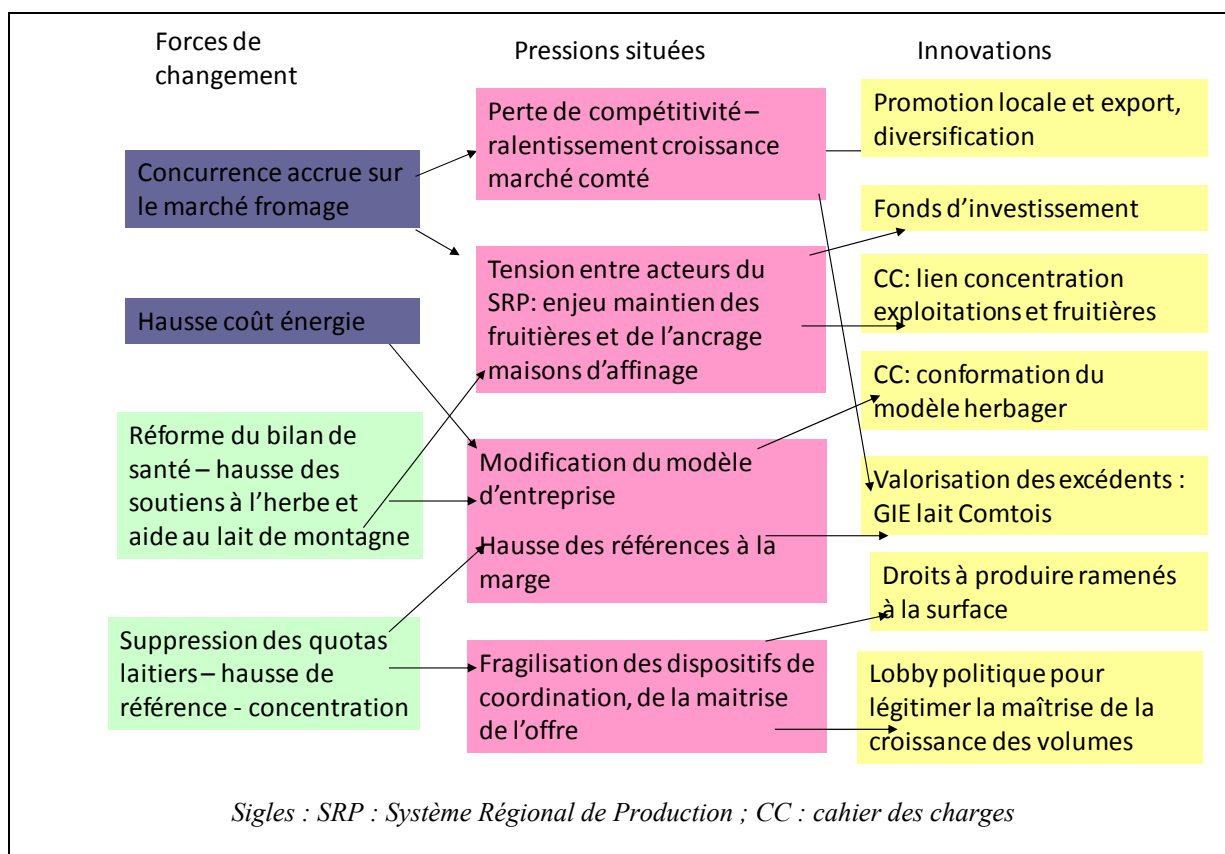 Forces de
changement
Pressions situées
Innovations
Concurrence accrue sur
le marché fromage
Hausse coût énergie
Réforme du bilan de
santé – hausse des
soutiens à l'herbe et
aide au lait de montagne
Suppression des quotas
laitiers – hausse de
référence - concentration
Perte de compétitivité –
ralentissement croissance
marché comté
Tension entre acteurs du
SRP: enjeu maintien des
fruitières et de l'ancrage
maisons d'affinage
Modification du modèle
d'entreprise
Hausse des références à la
marge
Fragilisation des dispositifs de
coordination, de la maitrise
de l'offre
Promotion locale et export,
diversification
Fonds d'investissement
CC: lien concentration
exploitations et fruitières
CC: conformation du
modèle herbager
Valorisation des excédents :
GIE lait Comtois
Droits à produire ramenés
à la surface
Lobby politique pour
légitimer la maîtrise de la
croissance des volumes
Sigles : SRP : Système Régional de Production ; CC : cahier des charges